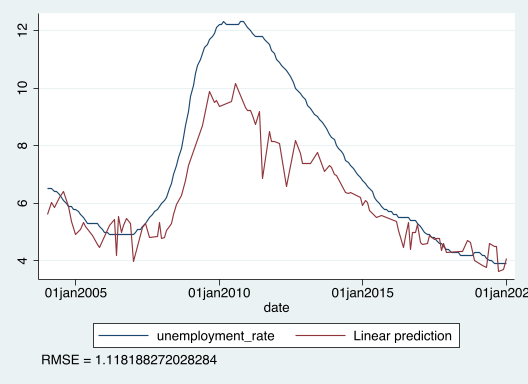 12
10
8
6
4
01jan2005 01jan2010 01jan2015 01jan202
date
unemployment_rate Linear prediction
RMSE = 1.118188272028284